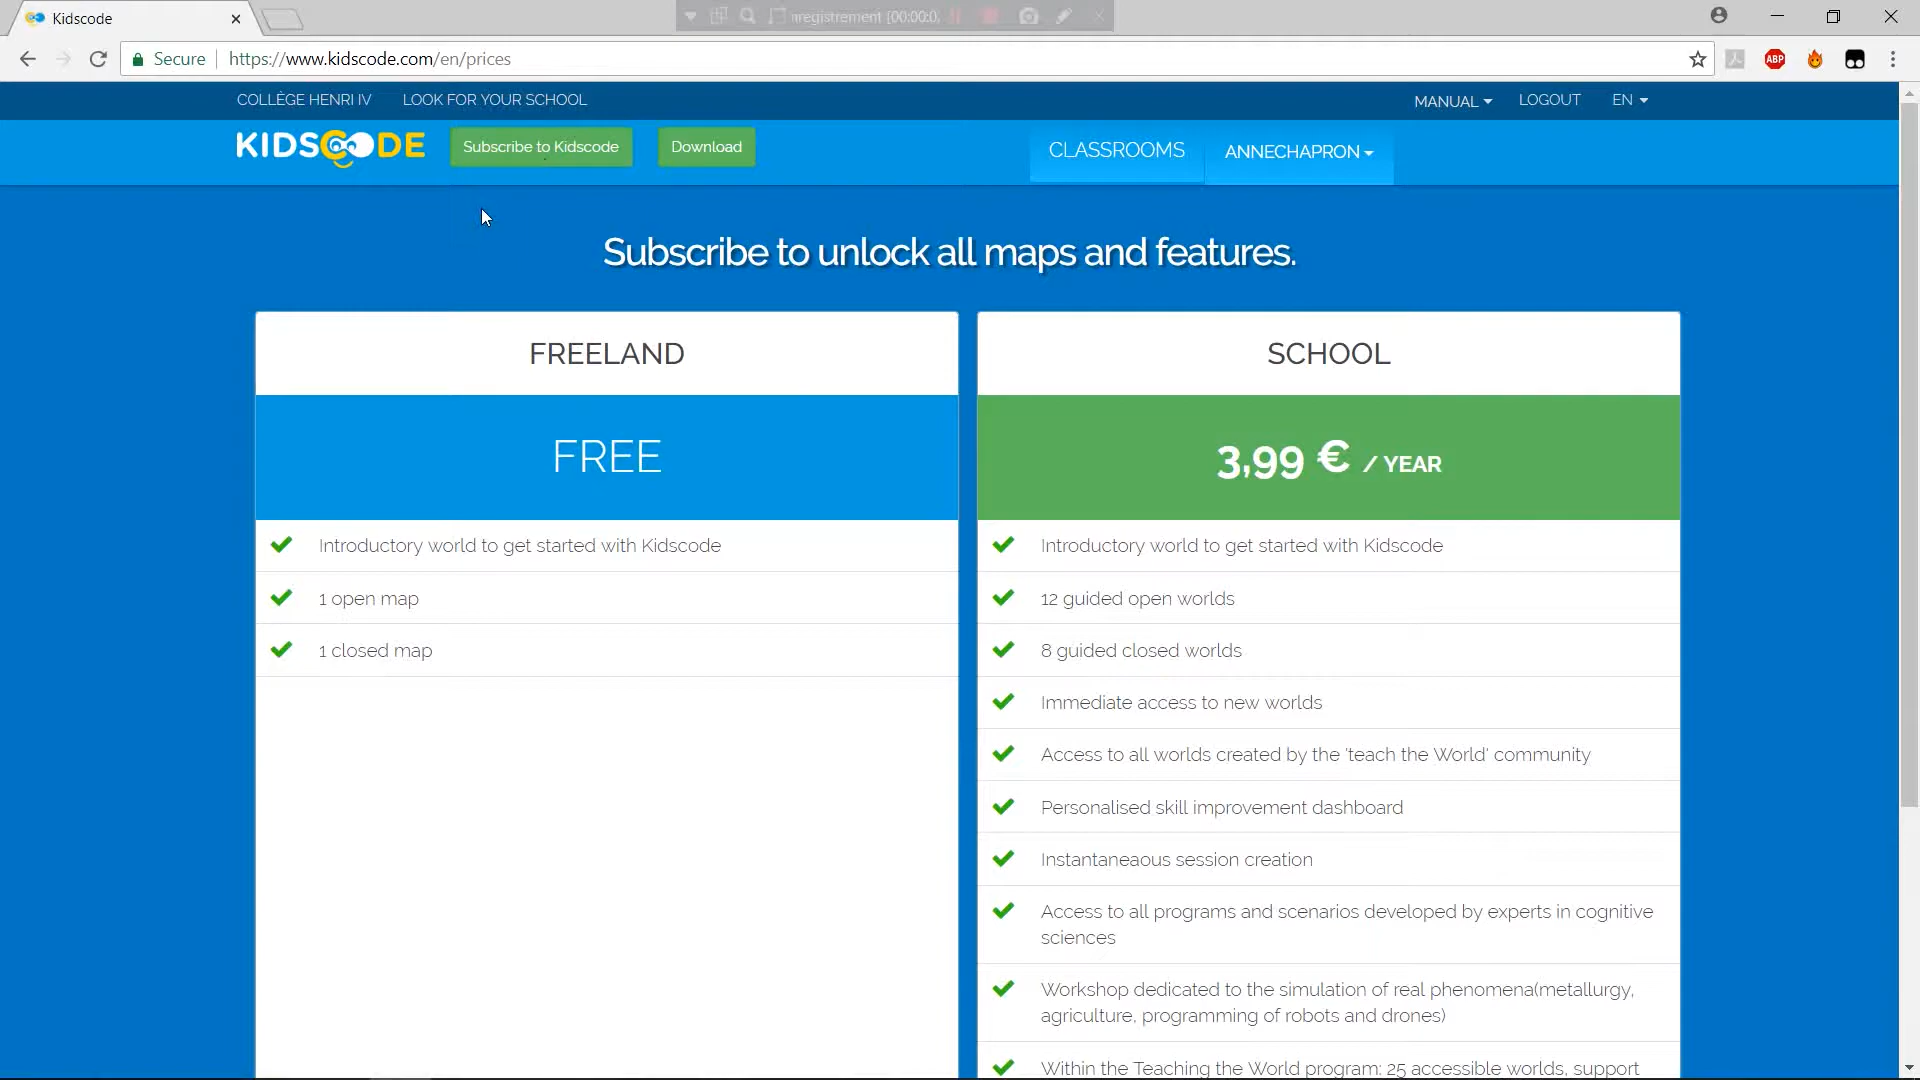 Kidscode
nregistrement [00:00:0.
Secure
https://www.kidscode.com/en/prices
ABP
COLLÈGE HENRI IV LOOK FOR YOUR SCHOOL MANUAL LOGOUT EN
KIDSCODE Subscribe to Kidscode Download CLASSROOMS ANNECHAPRON
Subscribe to unlock all maps and features.
FREELAND
FREE
Introductory world to get started with Kidscode
1 open map
1 closed map
SCHOOL
3,99 € / YEAR
Introductory world to get started with Kidscode
12 guided open worlds
8 guided closed worlds
Immediate access to new worlds
Access to all worlds created by the 'teach the World' community
Personalised skill improvement dashboard
Instantaneaous session creation
Access to all programs and scenarios developed by experts in cognitive
sciences
Workshop dedicated to the simulation of real phenomena(metallurgy,
agriculture, programming of robots and drones)
Within the Teaching the World program: 25 accessible worlds, support